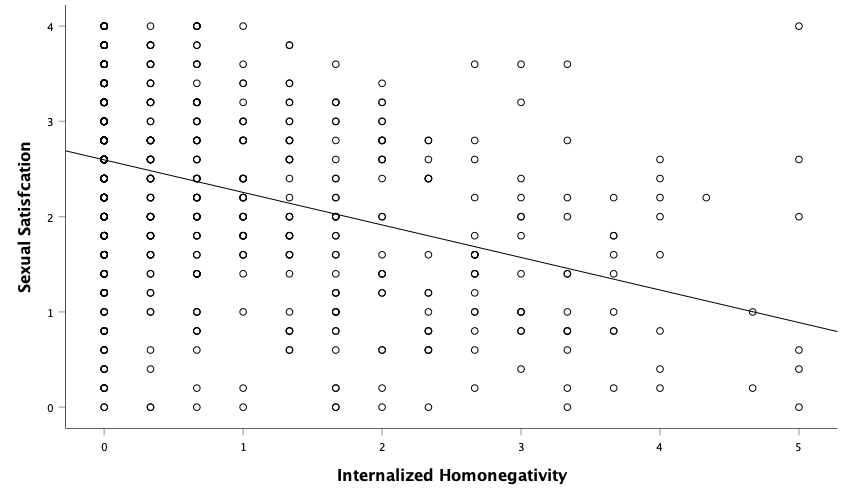 4
3
2
1
0
Sexual Satisfcation
0 1 2 3 4 5
Internalized Homonegativity